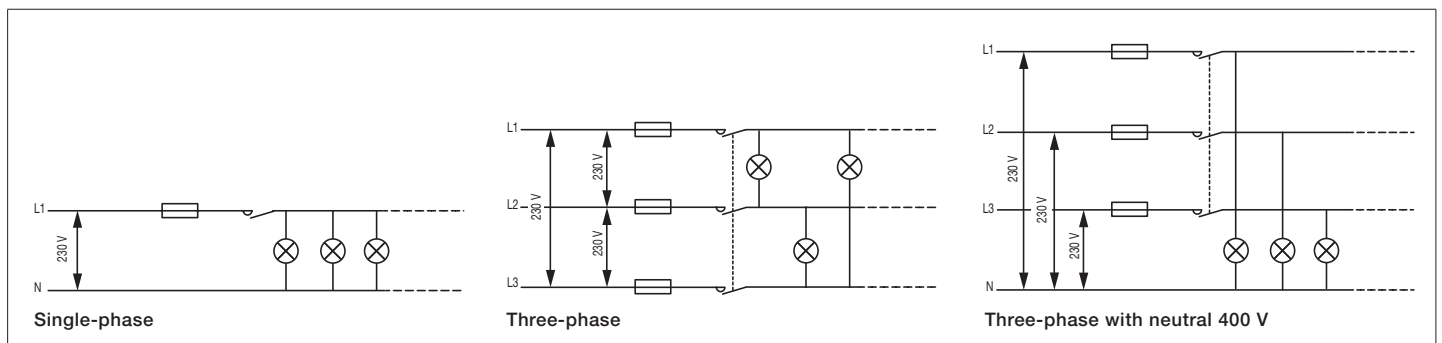 L1
230 V
N
Single-phase
L1
230 V
230 V
L2
230 V
L3
Three-phase
L1
230 V
L2
230 V
L3
230 V
N
Three-phase with neutral 400 V